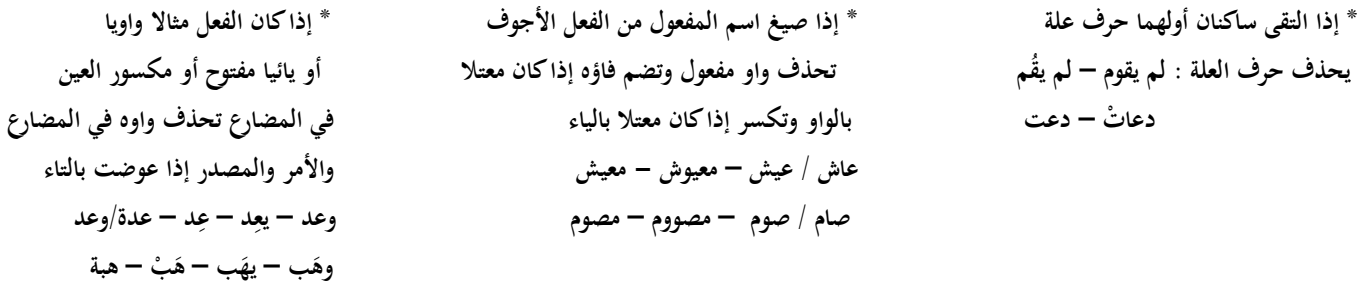 * إذا التقى ساكنان أولهما حرف علة
يحذف حرف العلة : لم يقوم – لم يقُم
دعاتْ – دعت
* إذا صيغ اسم المفعول من الفعل الأجوف
تحذف واو مفعول وتضم فاؤه إذا كان معتلا
بالواو وتكسر إذا كان معتلا بالياء
عاش / عيش – معيوش – معيش
صام / صوم – مصووم – مصوم
* إذا كان الفعل مثالا واويا
أو يائيا مفتوح أو مكسور العين
في المضارع تحذف واوه في المضارع
والأمر والمصدر إذا عوضت بالتاء
وعد – يعِد – عِد – عدة/وعد
وهَب – يهَب – هَبْ – هبة